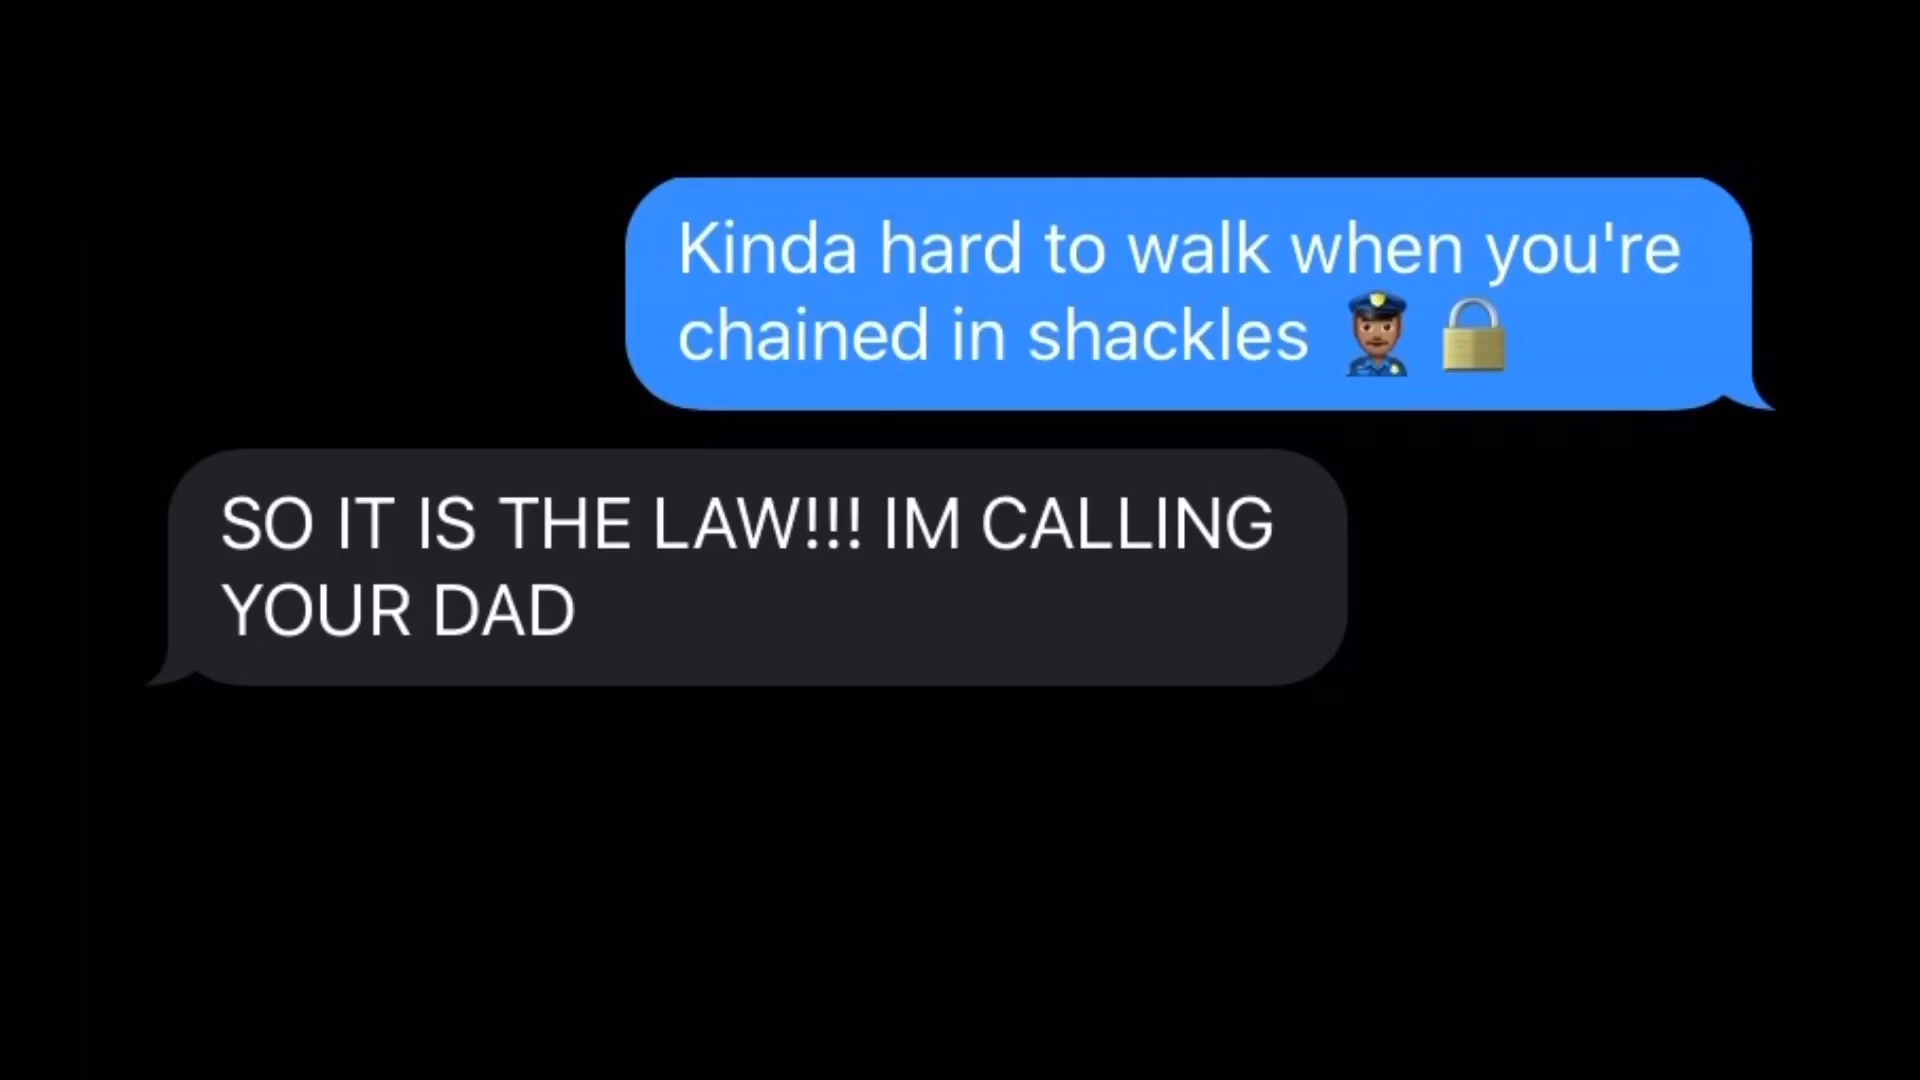 Kinda hard to walk when you're
chained in shackles 👮🏾‍♂️ 🔒
SO IT IS THE LAW!!! IM CALLING
YOUR DAD